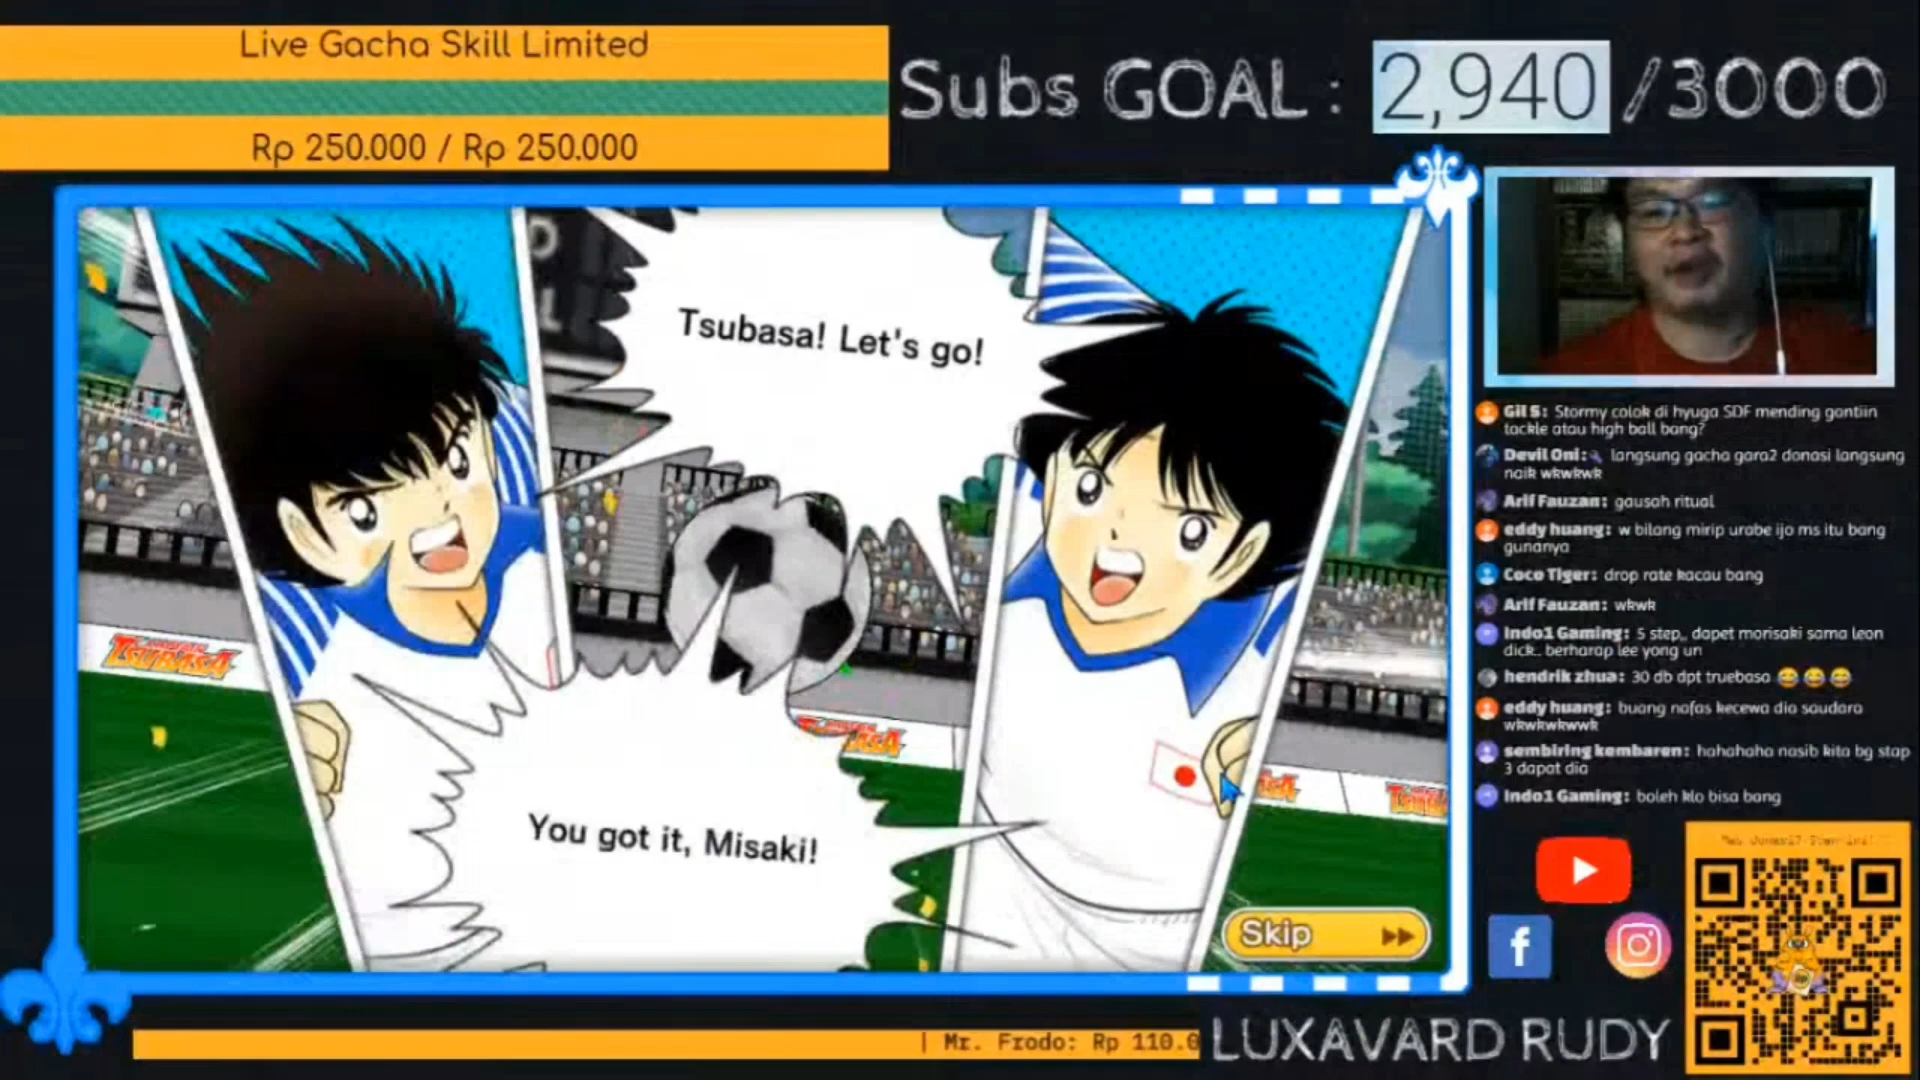 Live Gacha Skill Limited
Rp 250.000 / Rp 250.000
Subs GOAL : 2,940 /3000
Tsubasa! Let's go!
You got it, Misaki!
TSUBASA
Skip
Gil S: Stormy colok di hyuga SDF mending gantiin
tackle atau high ball bang?
Devil Oni: langsung gacha gara2 donasi langsung
naik wkwkwk
Arif Fauzan: gausah ritual
eddy huang: w bilang mirip urabe ijo ms itu bang
gunanya
Coco Tiger: drop rate kacau bang
Arif Fauzan: wkwk
Indo1 Gaming: 5 step,, dapet morisaki sama leon
dick.. berharap lee yong un
hendrik zhua: 30 db dpt truebasa 😂 😂 😂
eddy huang: buang nafas kecewa dia saudara
wkwkwkwwk
sembiring kembaren: hahahaha nasib kita bg stap
3 dapat dia
Indo1 Gaming: boleh klo bisa bang
f
| Mr. Frodo: Rp 110.0
LUXAVARD RUDY